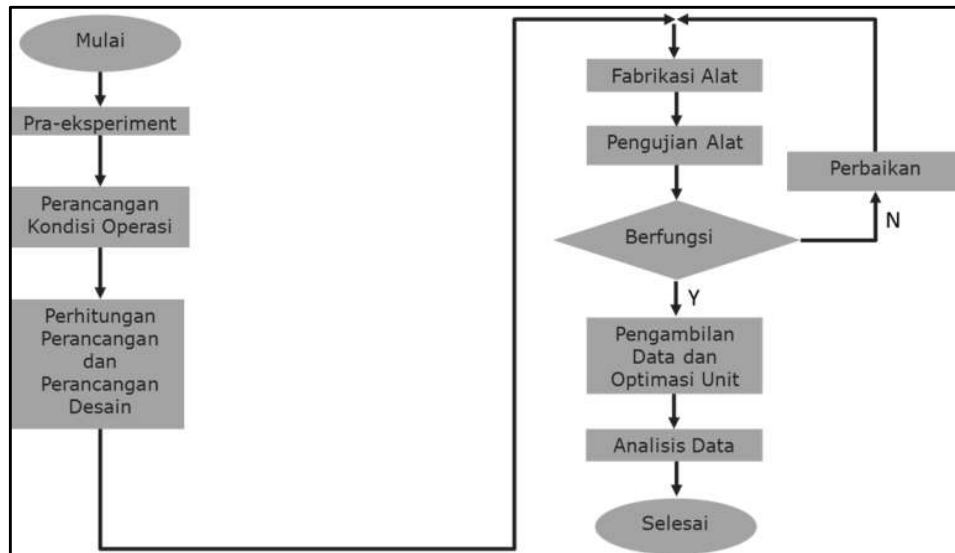 Mulai
Pra-eksperiment
Perancangan
Kondisi Operasi
Perhitungan
Perancangan
dan
Perancangan
Desain
Fabrikasi Alat
Pengujian Alat
Perbaikan
Berfungsi
N
Y
Pengambilan
Data dan
Optimasi Unit
Analisis Data
Selesai